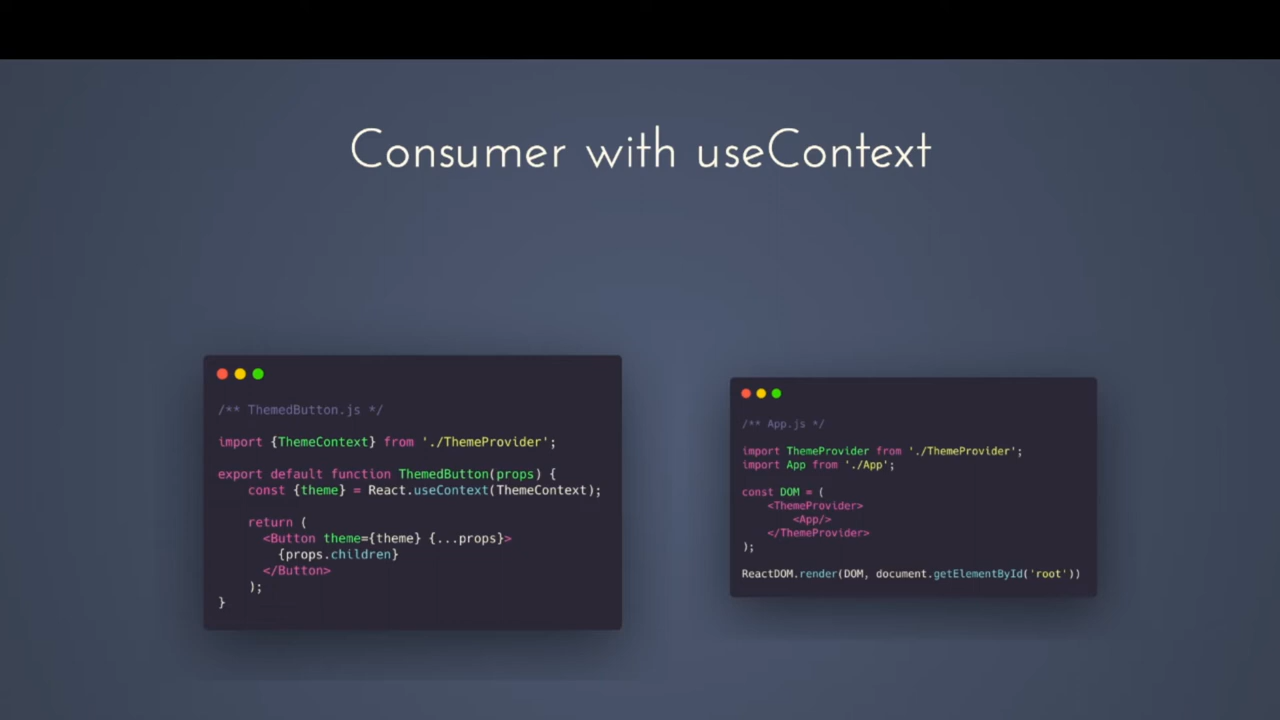 Consumer with useContext
/** ThemedButton.js */
import {ThemeContext} from './ThemeProvider';
export default function ThemedButton(props) {
const {theme} = React.useContext(ThemeContext);
return (
<Button theme={theme} {...props}>
{props.children}
</Button>
);
}
/** App.js */
import ThemeProvider from './ThemeProvider';
import App from './App';
const DOM = (
<ThemeProvider>
<App/>
</ThemeProvider>
);
ReactDOM.render(DOM, document.getElementById('root'))